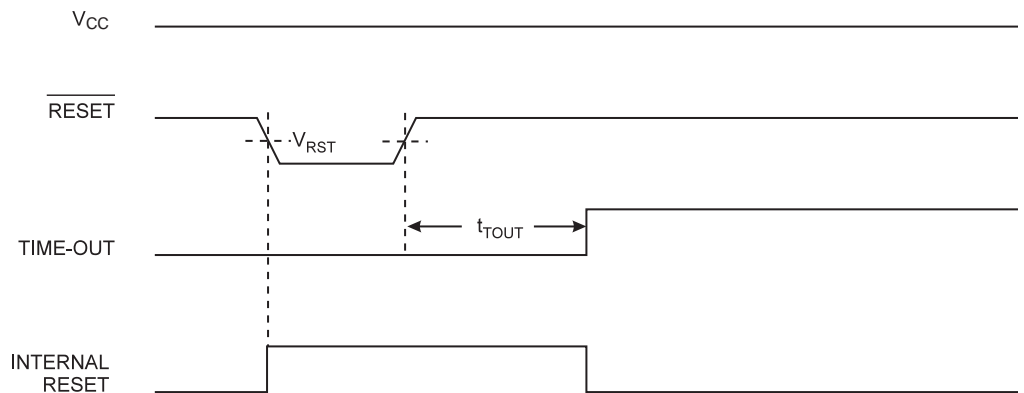 VCC
RESET
VRST
tTOUT
TIME-OUT
INTERNAL
RESET